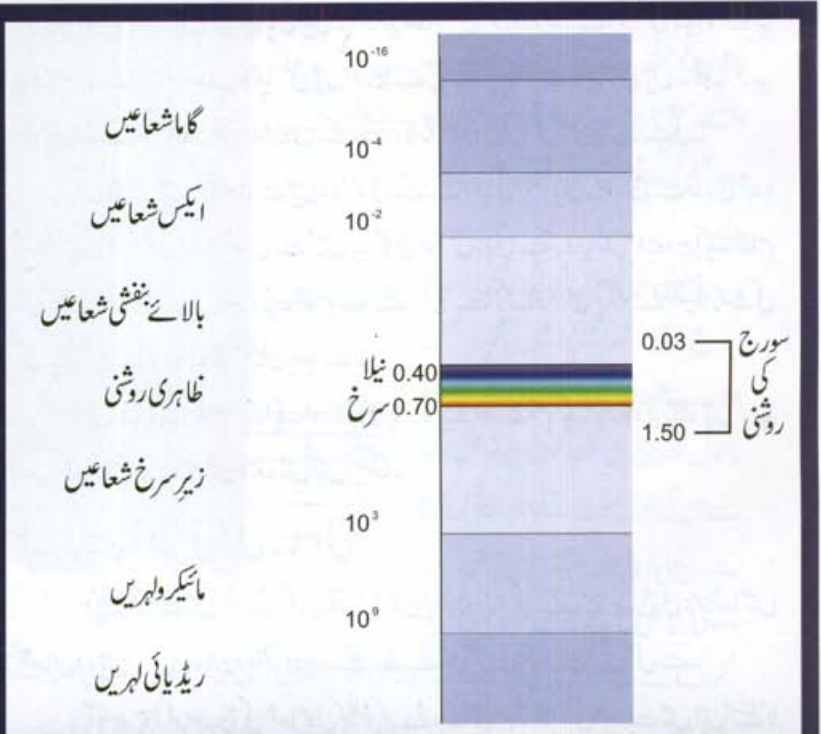 10⁻¹⁶
گاما شعاعیں
10⁻⁴
ایکس شعاعیں
10⁻²
بالائے بنفشی شعاعیں
سورج
کی
روشنی
0.03
1.50
نیلا 0.40
ظاہری روشنی
سرخ 0.70
زیرِ سرخ شعاعیں
10³
مائیکرو لہریں
10⁹
ریڈیائی لہریں